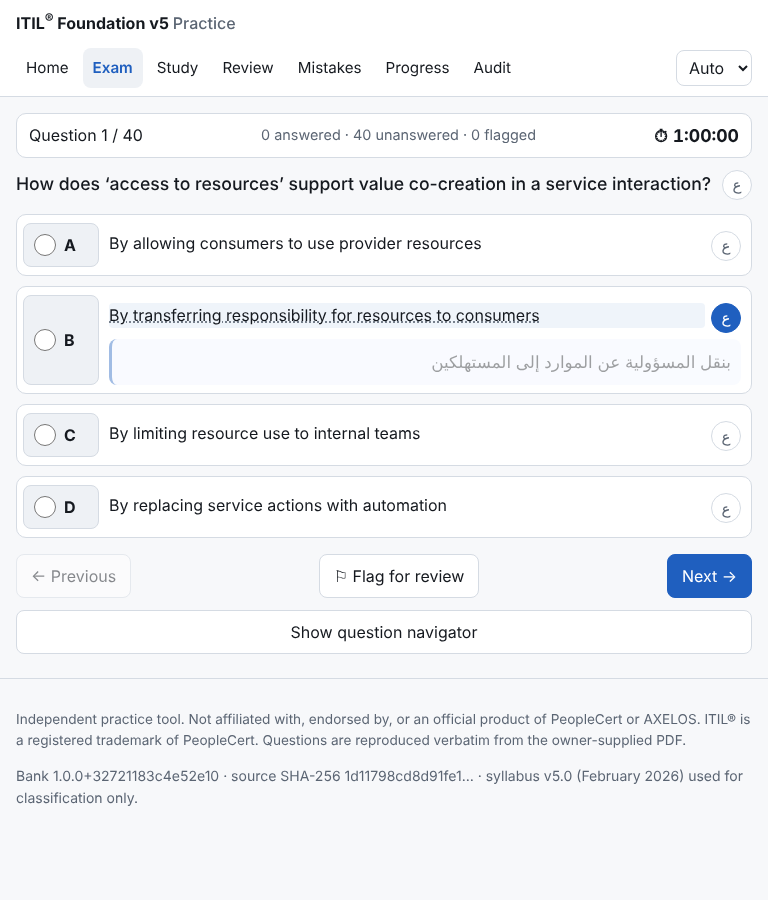 ITIL® Foundation v5 Practice
Home Exam Study Review Mistakes Progress Audit Auto
Question 1 / 40 0 answered · 40 unanswered · 0 flagged ⏱ 1:00:00
How does ‘access to resources’ support value co-creation in a service interaction? ع
A By allowing consumers to use provider resources ع
B By transferring responsibility for resources to consumers ع
بنقل المسؤولية عن الموارد إلى المستهلكين
C By limiting resource use to internal teams ع
D By replacing service actions with automation ع
← Previous ⚐ Flag for review Next →
Show question navigator
Independent practice tool. Not affiliated with, endorsed by, or an official product of PeopleCert or AXELOS. ITIL® is
a registered trademark of PeopleCert. Questions are reproduced verbatim from the owner-supplied PDF.
Bank 1.0.0+32721183c4e52e10 · source SHA-256 1d11798cd8d91fe1… · syllabus v5.0 (February 2026) used for
classification only.